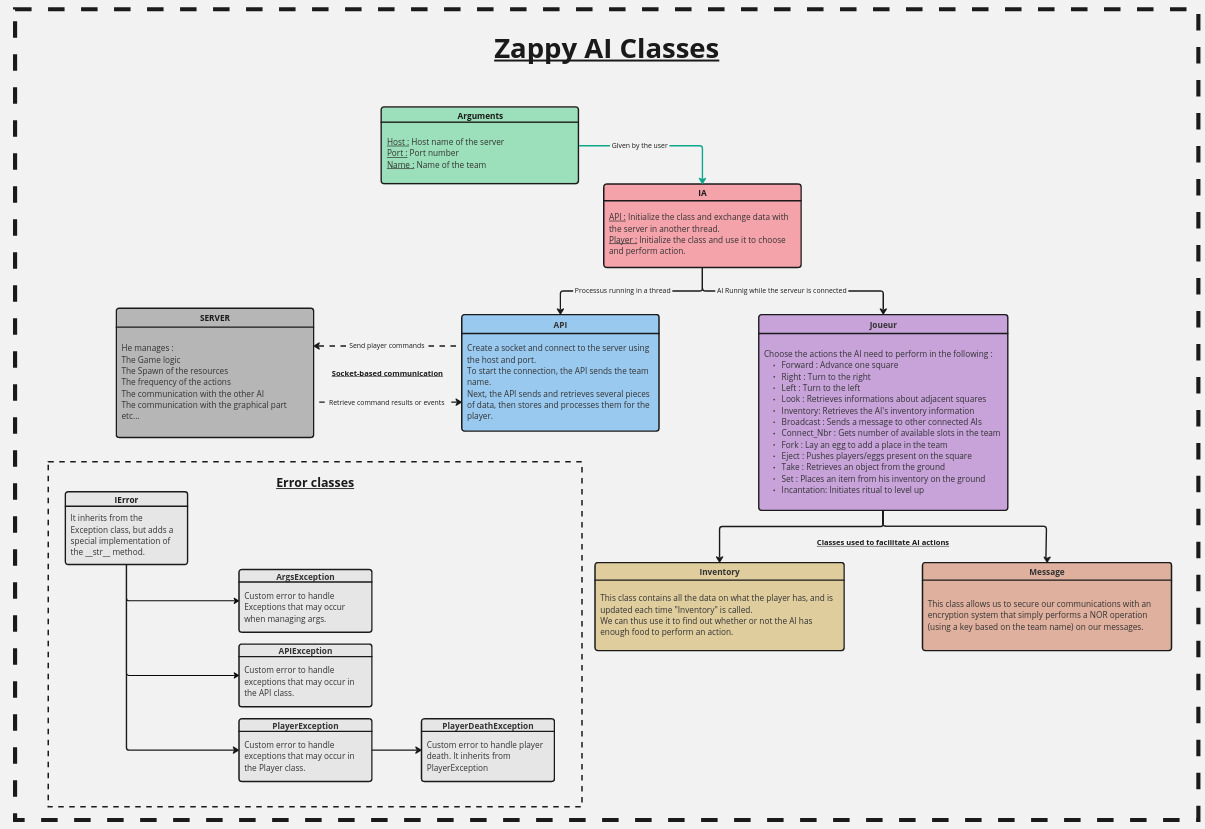 Zappy AI Classes
Arguments
Host : Host name of the server
Port : Port number
Name : Name of the team
Given by the user
IA
API : Initialize the class and exchange data with
the server in another thread.
Player : Initialize the class and use it to choose
and perform action.
Processus running in a thread
AI Runnig while the serveur is connected
SERVER
He manages :
The Game logic
The Spawn of the resources
The frequency of the actions
The communication with the other AI
The communication with the graphical part
etc...
Send player commands
Socket-based communication
Retrieve command results or events
API
Create a socket and connect to the server using
the host and port.
To start the connection, the API sends the team
name.
Next, the API sends and retrieves several pieces
of data, then stores and processes them for the
player.
Joueur
Choose the actions the AI need to perform in the following :
· Forward : Advance one square
· Right : Turn to the right
· Left : Turn to the left
· Look : Retrieves informations about adjacent squares
· Inventory: Retrieves the AI's inventory information
· Broadcast : Sends a message to other connected AIs
· Connect_Nbr : Gets number of available slots in the team
· Fork : Lay an egg to add a place in the team
· Eject : Pushes players/eggs present on the square
· Take : Retrieves an object from the ground
· Set : Places an item from his inventory on the ground
· Incantation: Initiates ritual to level up
Classes used to facilitate AI actions
Inventory
This class contains all the data on what the player has, and is
updated each time "Inventory" is called.
We can thus use it to find out whether or not the AI has
enough food to perform an action.
Message
This class allows us to secure our communications with an
encryption system that simply performs a NOR operation
(using a key based on the team name) on our messages.
Error classes
IError
It inherits from the
Exception class, but adds a
special implementation of
the __str__ method.
ArgsException
Custom error to handle
Exceptions that may occur
when managing args.
APIException
Custom error to handle
exceptions that may occur in
the API class.
PlayerException
Custom error to handle
exceptions that may occur in
the Player class.
PlayerDeathException
Custom error to handle player
death. It inherits from
PlayerException